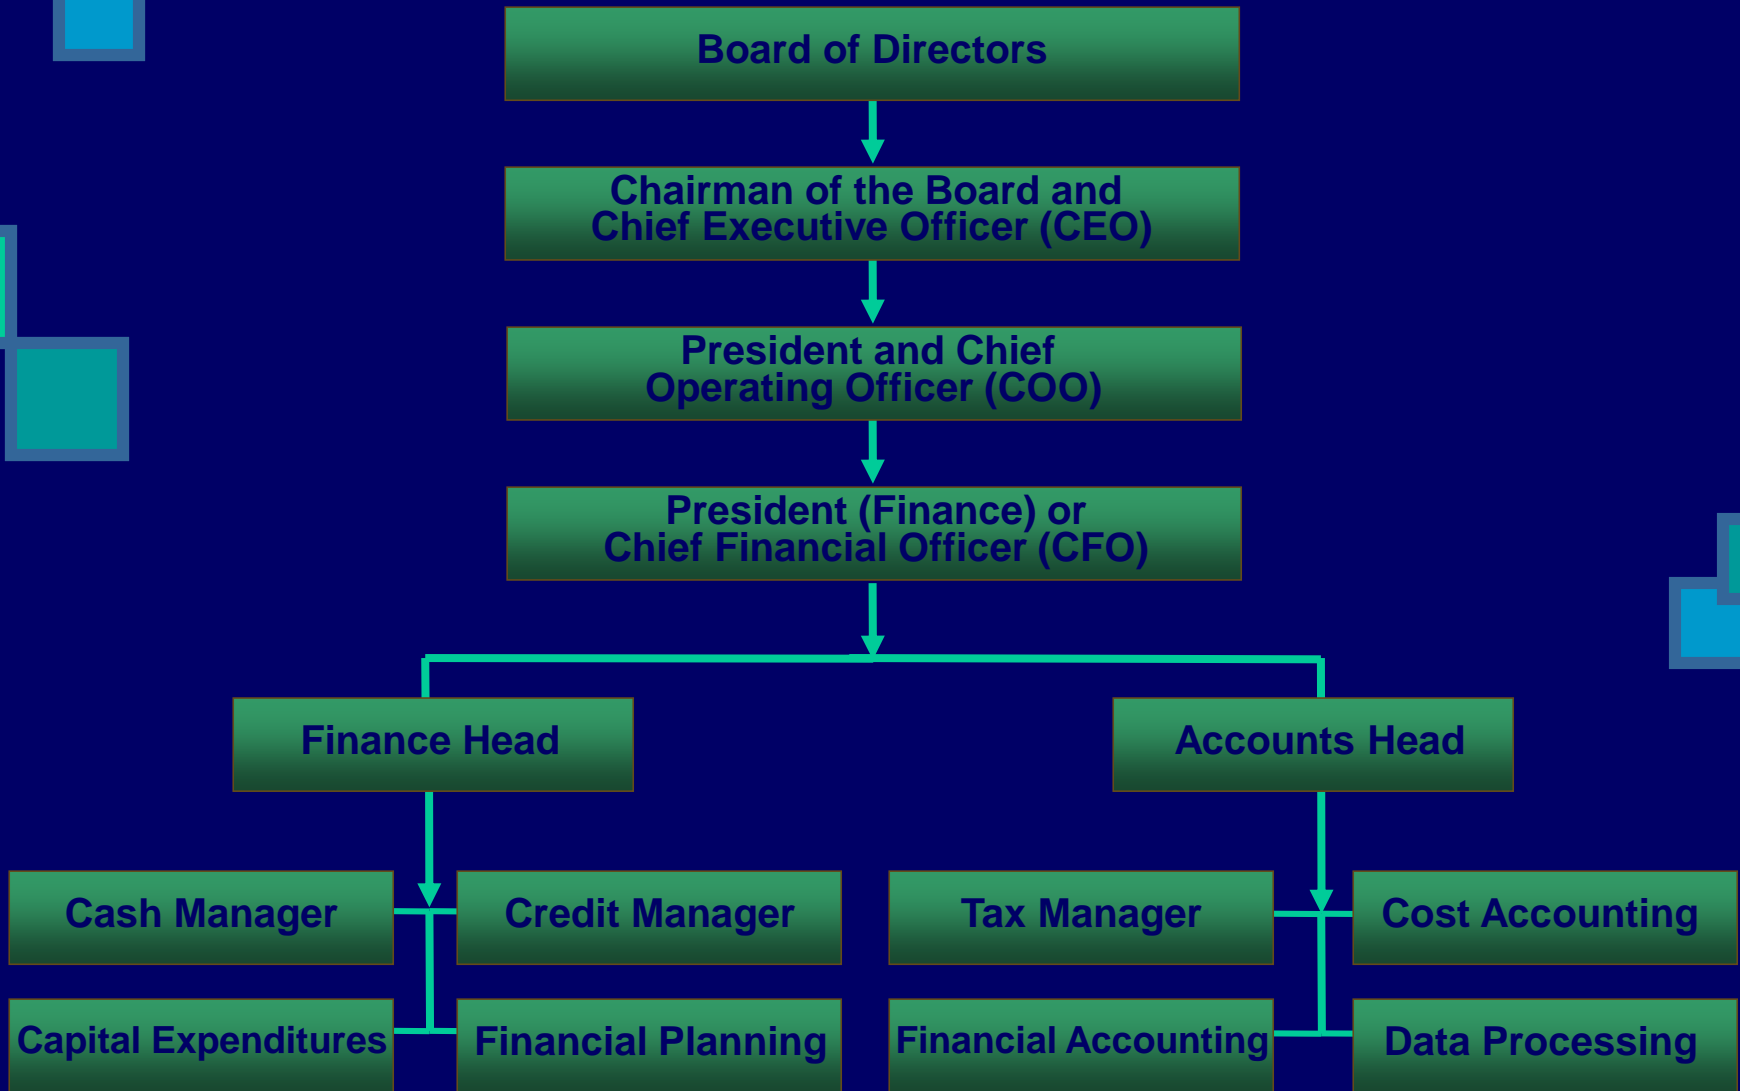 Board of Directors
Chairman of the Board and
Chief Executive Officer (CEO)
President and Chief
Operating Officer (COO)
President (Finance) or
Chief Financial Officer (CFO)
Finance Head
Accounts Head
Cash Manager
Credit Manager
Tax Manager
Cost Accounting
Capital Expenditures
Financial Planning
Financial Accounting
Data Processing